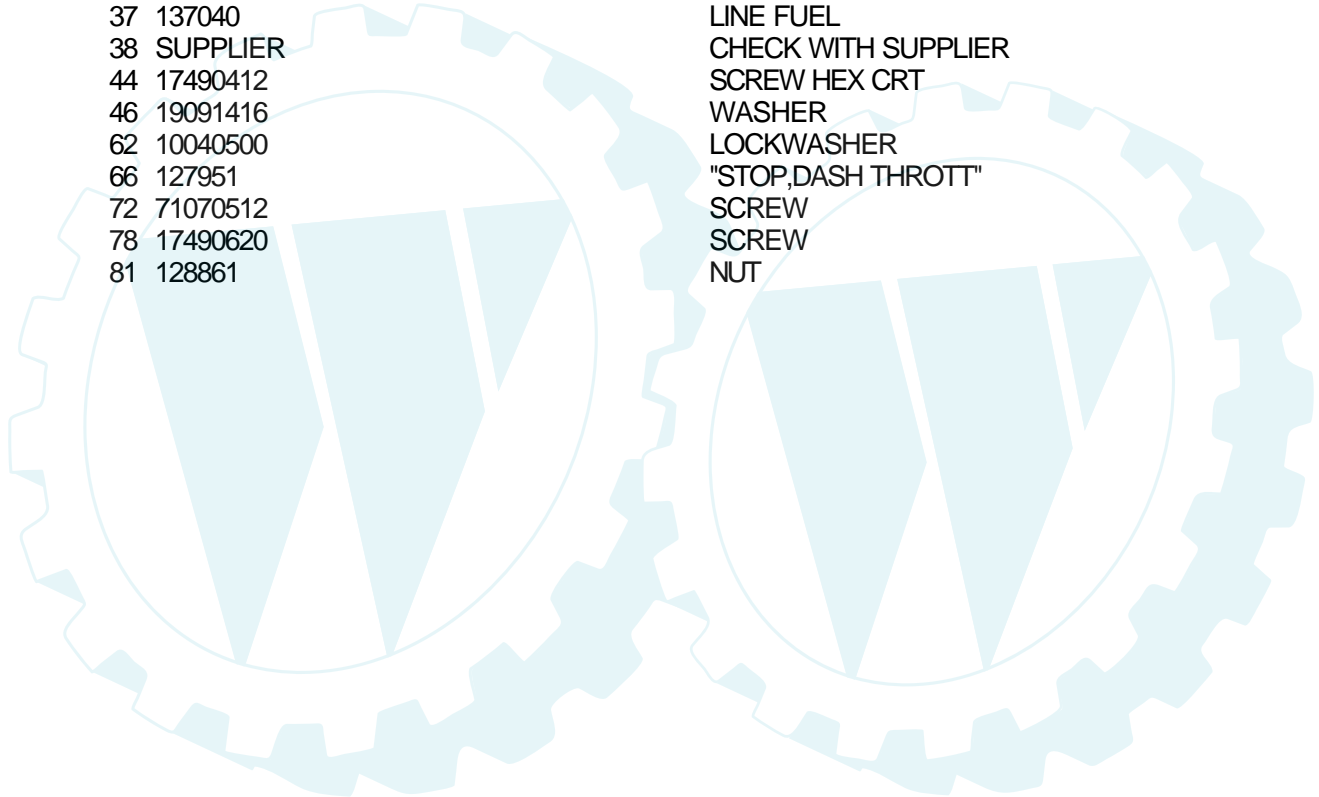 37 137040 LINE FUEL
38 SUPPLIER CHECK WITH SUPPLIER
44 17490412 SCREW HEX CRT
46 19091416 WASHER
62 10040500 LOCKWASHER
66 127951 "STOP,DASH THROTT"
72 71070512 SCREW
78 17490620 SCREW
81 128861 NUT